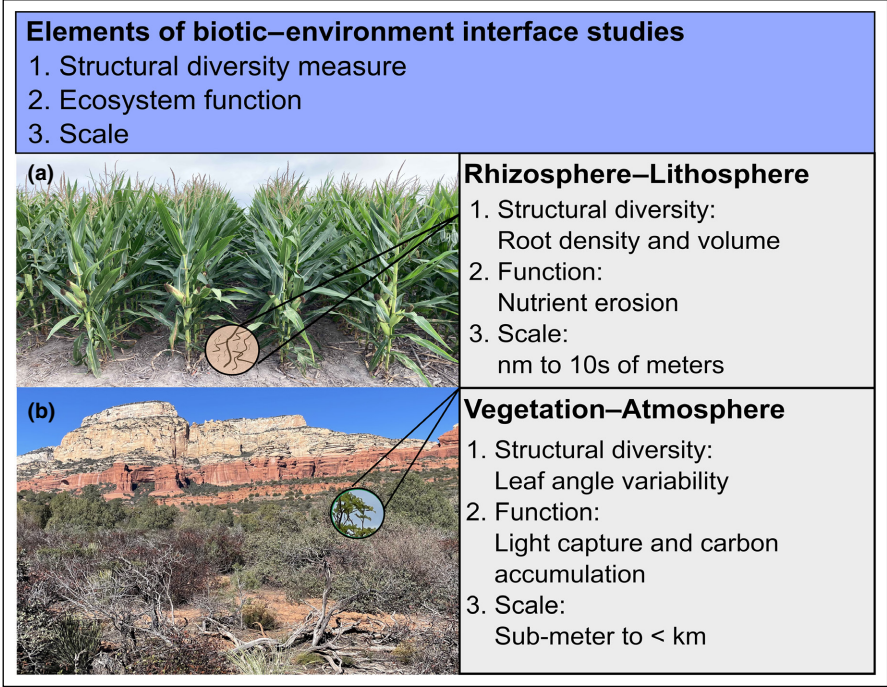 Elements of biotic–environment interface studies
1. Structural diversity measure
2. Ecosystem function
3. Scale
(a)
Rhizosphere–Lithosphere
1. Structural diversity:
Root density and volume
2. Function:
Nutrient erosion
3. Scale:
nm to 10s of meters
(b)
Vegetation–Atmosphere
1. Structural diversity:
Leaf angle variability
2. Function:
Light capture and carbon
accumulation
3. Scale:
Sub-meter to < km